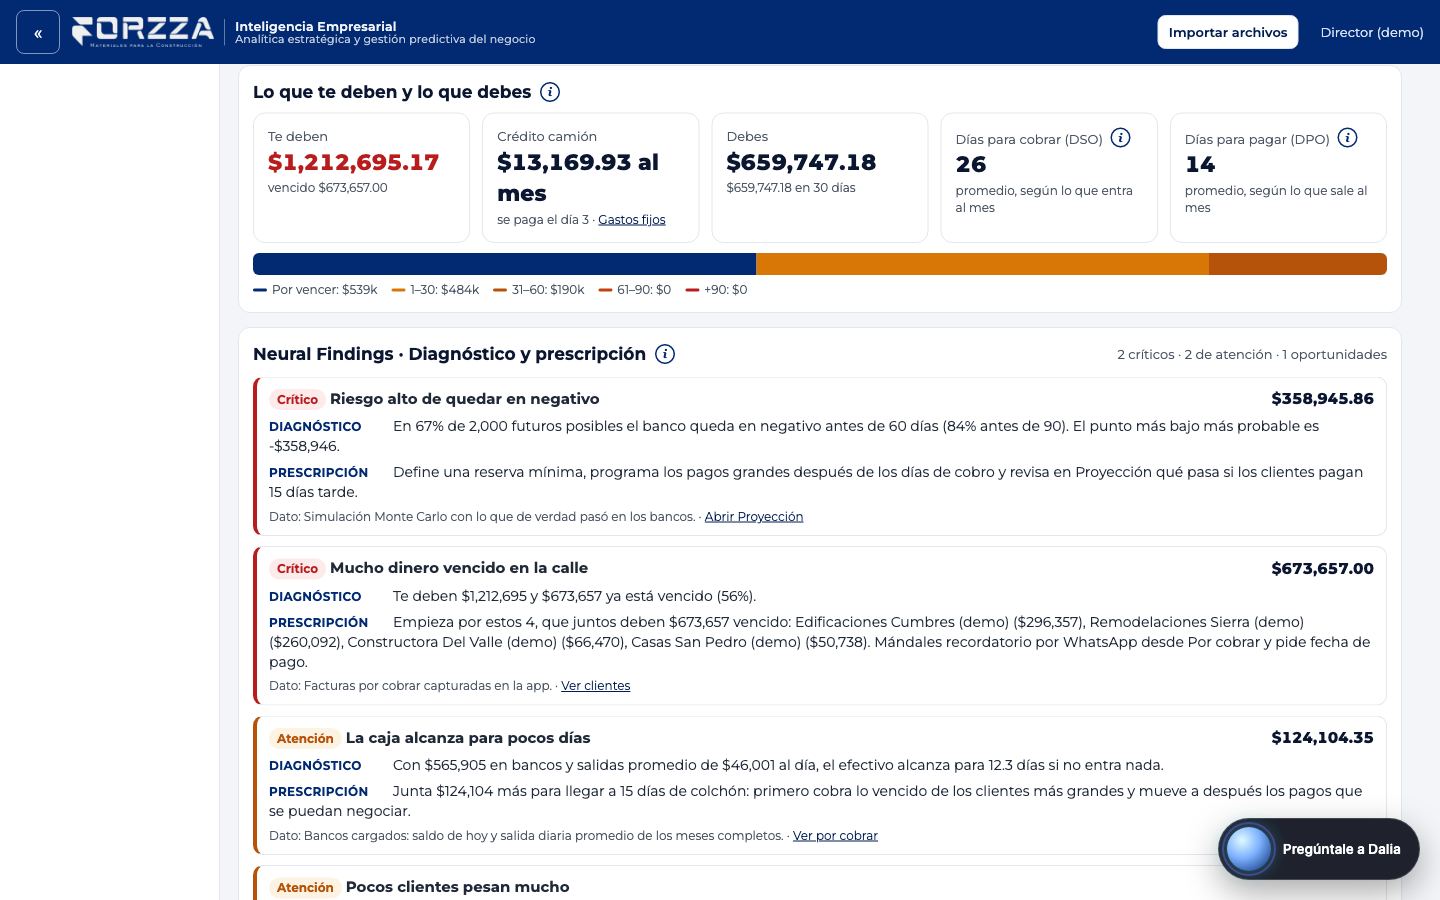 «
FORZZA
Materiales para la Construcción
Inteligencia Empresarial
Analítica estratégica y gestión predictiva del negocio
Importar archivos
Director (demo)
Lo que te deben y lo que debes i
Te deben
$1,212,695.17
vencido $673,657.00
Crédito camión
$13,169.93 al
mes
se paga el día 3 · Gastos fijos
Debes
$659,747.18
$659,747.18 en 30 días
Días para cobrar (DSO) i
26
promedio, según lo que entra
al mes
Días para pagar (DPO) i
14
promedio, según lo que sale al
mes
Por vencer: $539k 1–30: $484k 31–60: $190k 61–90: $0 +90: $0
Neural Findings · Diagnóstico y prescripción i
2 críticos · 2 de atención · 1 oportunidades
Crítico Riesgo alto de quedar en negativo $358,945.86
DIAGNÓSTICO En 67% de 2,000 futuros posibles el banco queda en negativo antes de 60 días (84% antes de 90). El punto más bajo más probable es
-$358,946.
PRESCRIPCIÓN Define una reserva mínima, programa los pagos grandes después de los días de cobro y revisa en Proyección qué pasa si los clientes pagan
15 días tarde.
Dato: Simulación Monte Carlo con lo que de verdad pasó en los bancos. · Abrir Proyección
Crítico Mucho dinero vencido en la calle $673,657.00
DIAGNÓSTICO Te deben $1,212,695 y $673,657 ya está vencido (56%).
PRESCRIPCIÓN Empieza por estos 4, que juntos deben $673,657 vencido: Edificaciones Cumbres (demo) ($296,357), Remodelaciones Sierra (demo)
($260,092), Constructora Del Valle (demo) ($66,470), Casas San Pedro (demo) ($50,738). Mándales recordatorio por WhatsApp desde Por cobrar y pide fecha de
pago.
Dato: Facturas por cobrar capturadas en la app. · Ver clientes
Atención La caja alcanza para pocos días $124,104.35
DIAGNÓSTICO Con $565,905 en bancos y salidas promedio de $46,001 al día, el efectivo alcanza para 12.3 días si no entra nada.
PRESCRIPCIÓN Junta $124,104 más para llegar a 15 días de colchón: primero cobra lo vencido de los clientes más grandes y mueve a después los pagos que
se puedan negociar.
Dato: Bancos cargados: saldo de hoy y salida diaria promedio de los meses completos. · Ver por cobrar
Pregúntale a Dalia
Atención Pocos clientes pesan mucho